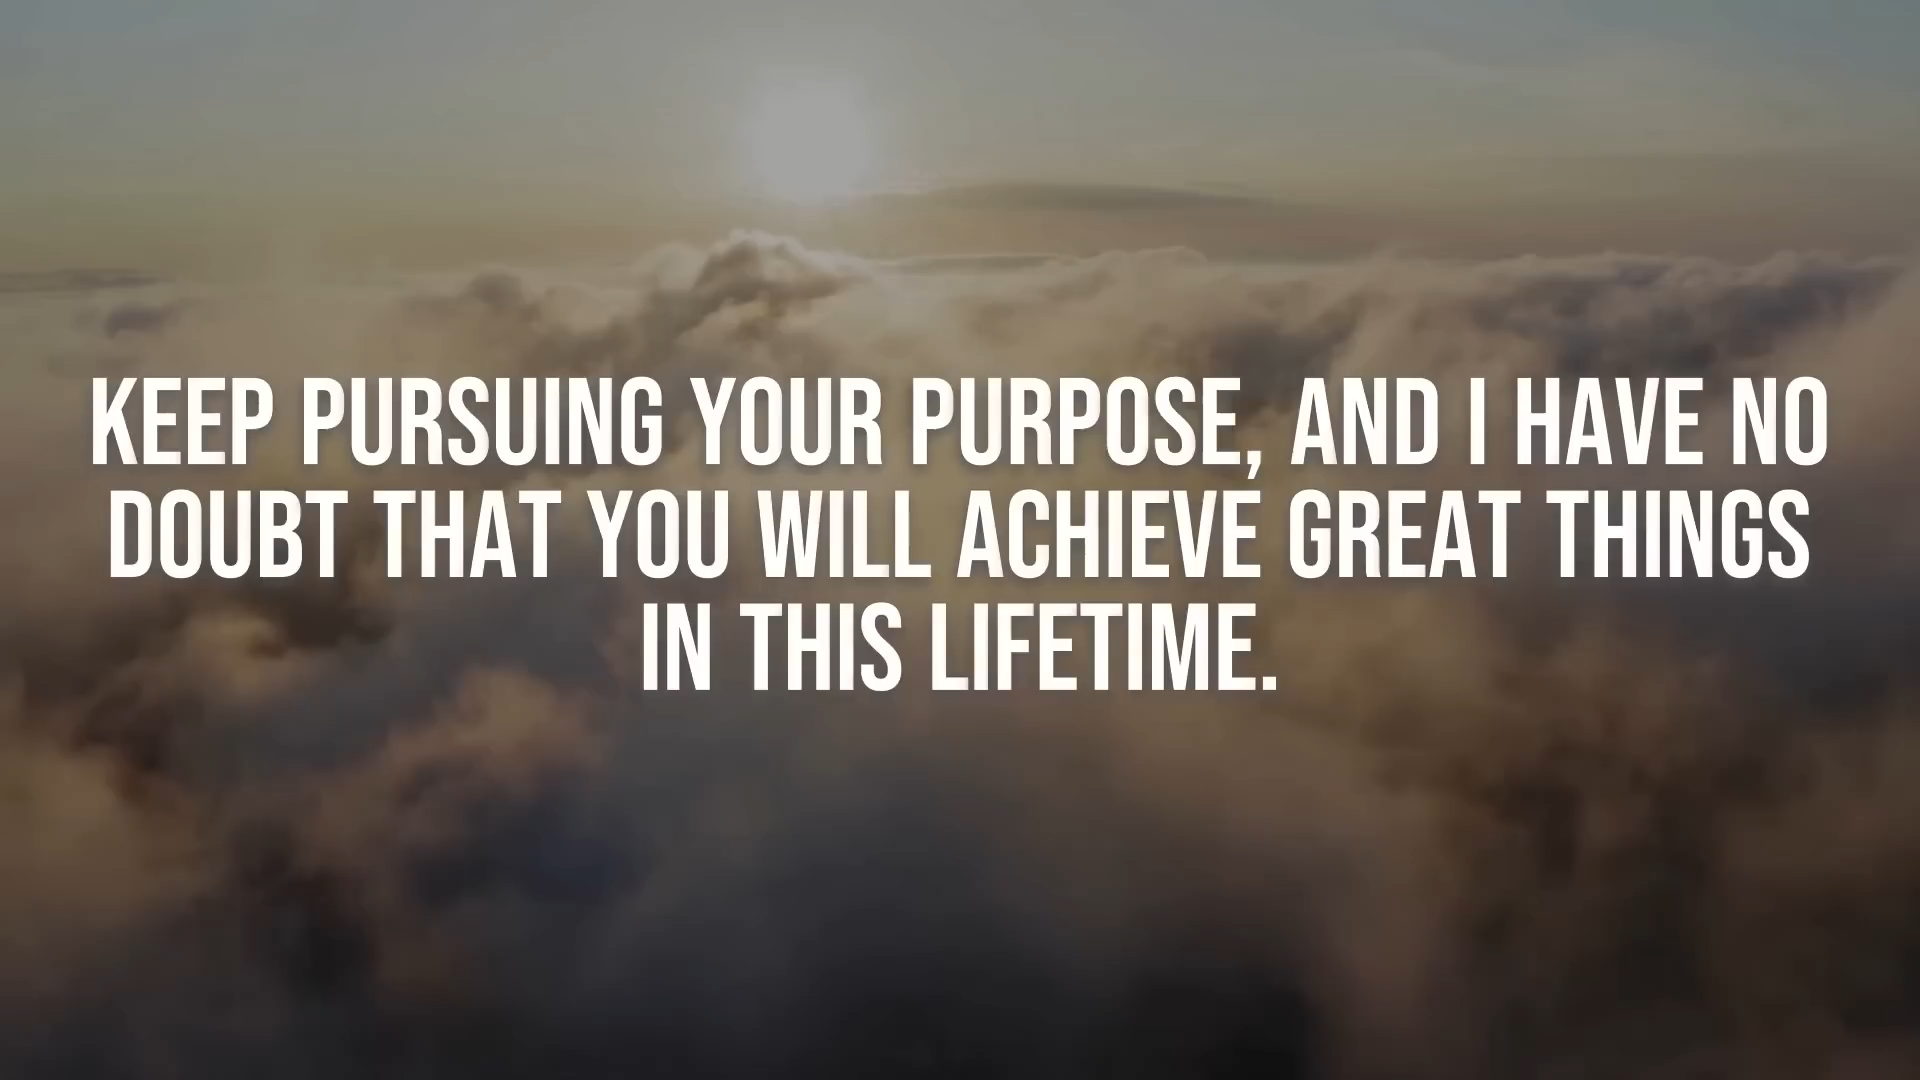 KEEP PURSUING YOUR PURPOSE, AND I HAVE NO
DOUBT THAT YOU WILL ACHIEVE GREAT THINGS
IN THIS LIFETIME.